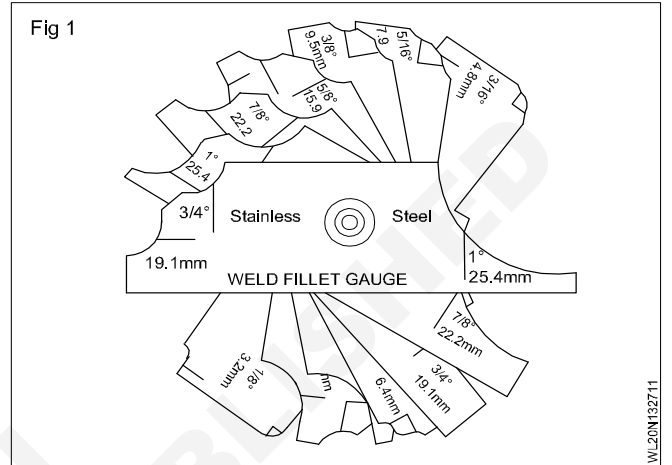 Fig 1
3/8°
9.5mm
5/16°
7.9
3/16°
4.8mm
5/8°
15.9
7/8°
22.2
1°
25.4
3/4°
19.1mm
Stainless Steel
WELD FILLET GAUGE
1°
25.4mm
7/8°
22.2mm
3/4°
19.1mm
6.4mm
1/8°
3.2mm
WL20N132711